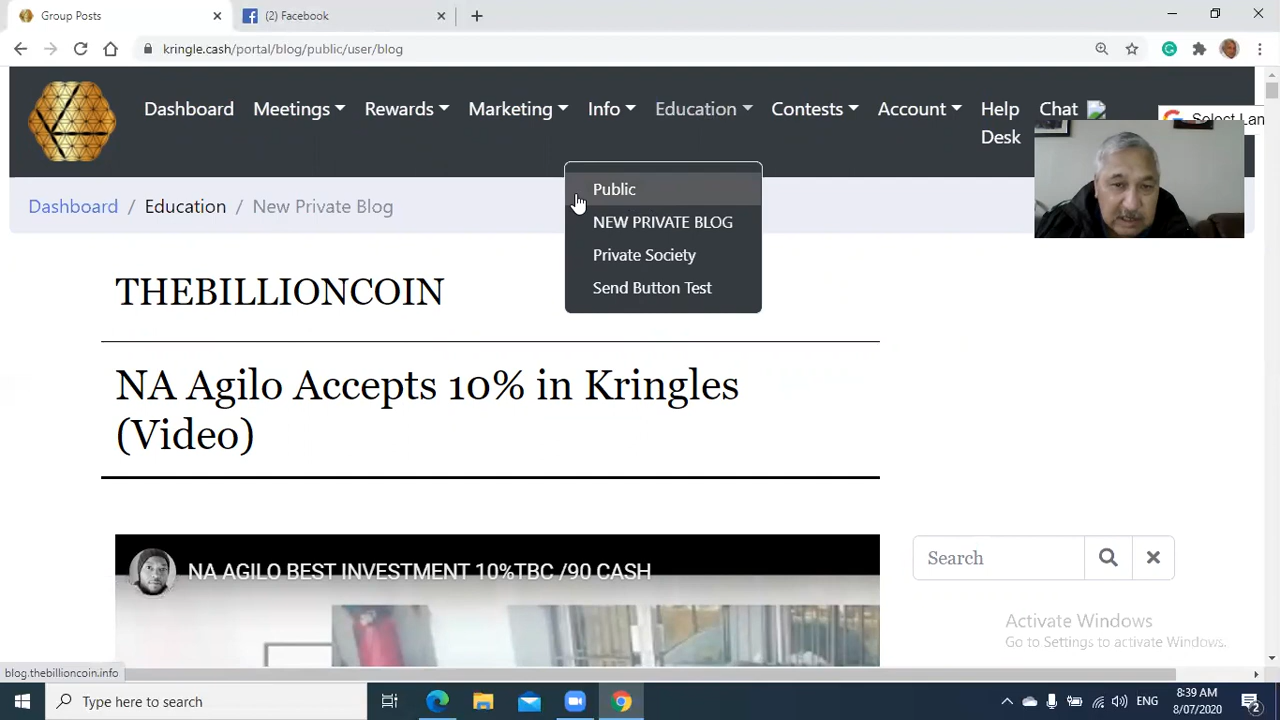 Group Posts
(2) Facebook
kringle.cash/portal/blog/public/user/blog
Dashboard Meetings Rewards Marketing Info Education Contests Account Help Desk Chat
Select Lan
Public
NEW PRIVATE BLOG
Private Society
Send Button Test
Dashboard / Education / New Private Blog
THEBILLIONCOIN
NA Agilo Accepts 10% in Kringles
(Video)
NA AGILO BEST INVESTMENT 10%TBC /90 CASH
Search
Activate Windows
Go to Settings to activate Windows.
blog.thebillioncoin.info
Type here to search
ENG
8:39 AM
8/07/2020
2